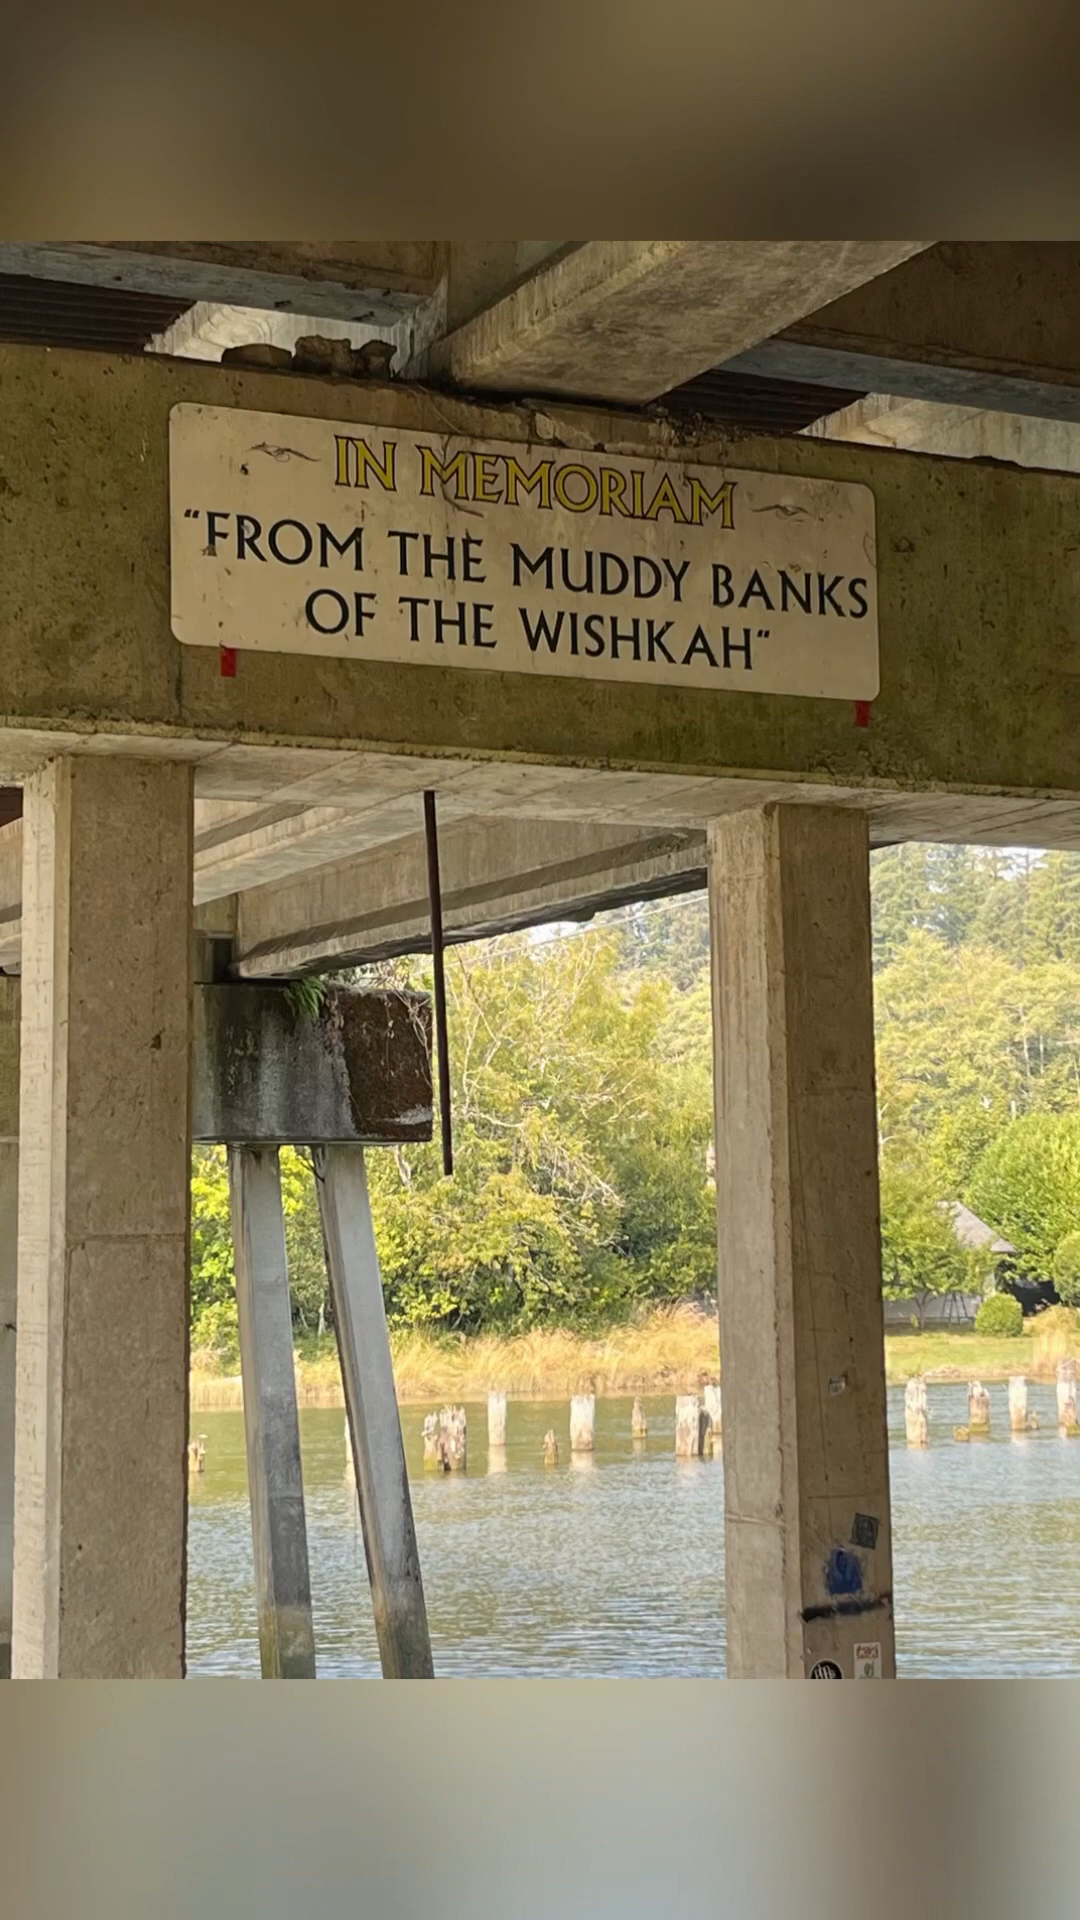 IN MEMORIAM
“FROM THE MUDDY BANKS
OF THE WISHKAH“